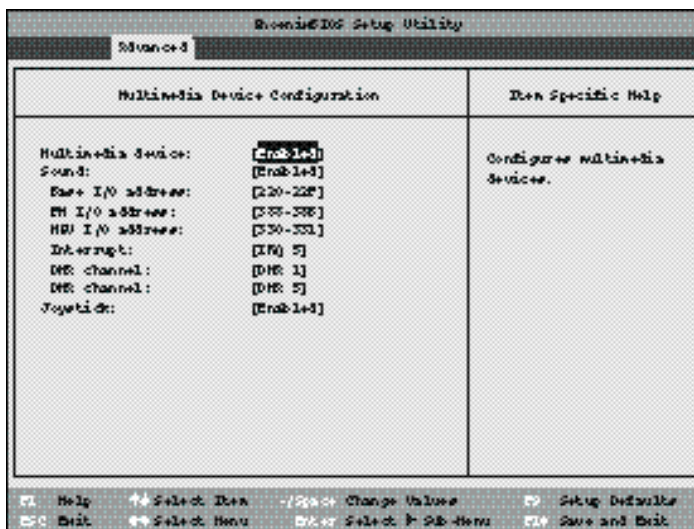 PhoenixBIOS Setup Utility
Advanced
Multimedia Device Configuration
Item Specific Help
Multimedia device: [Enabled]
Sound: [Enabled]
Base I/O address: [220-22F]
FM I/O address: [388-38B]
MPU I/O address: [330-331]
Interrupt: [IRQ 5]
DMA channel: [DMA 1]
DMA channel: [DMA 5]
Joystick: [Enabled]
Configures multimedia
devices.
F1 Help ↑↓ Select Item -/Space Change Values F9 Setup Defaults
ESC Exit ←→ Select Menu Enter Select ▶ Sub-Menu F10 Save and Exit